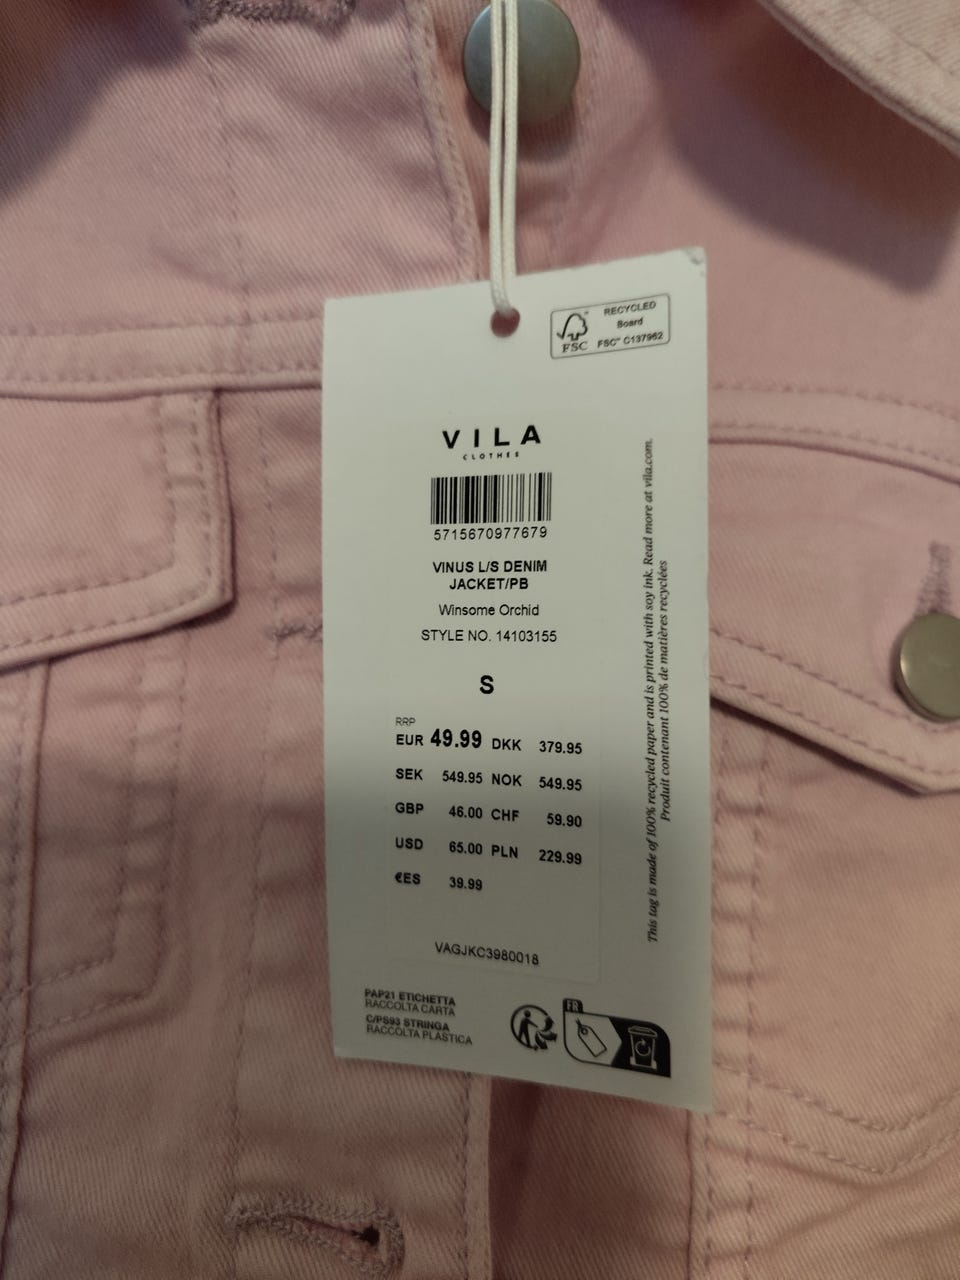 RECYCLED
Board
FSC™ C137962
FSC
VILA
CLOTHES
5715670977679
VINUS L/S DENIM
JACKET/PB
Winsome Orchid
STYLE NO. 14103155
S
RRP
EUR 49.99 DKK 379.95
SEK 549.95 NOK 549.95
GBP 46.00 CHF 59.90
USD 65.00 PLN 229.99
€ES 39.99
VAGJKC3980018
PAP21 ETICHETTA
RACCOLTA CARTA
C/PS93 STRINGA
RACCOLTA PLASTICA
FR
This tag is made of 100% recycled paper and is printed with soy ink. Read more at vila.com.
Produit contenant 100% de matières recyclées